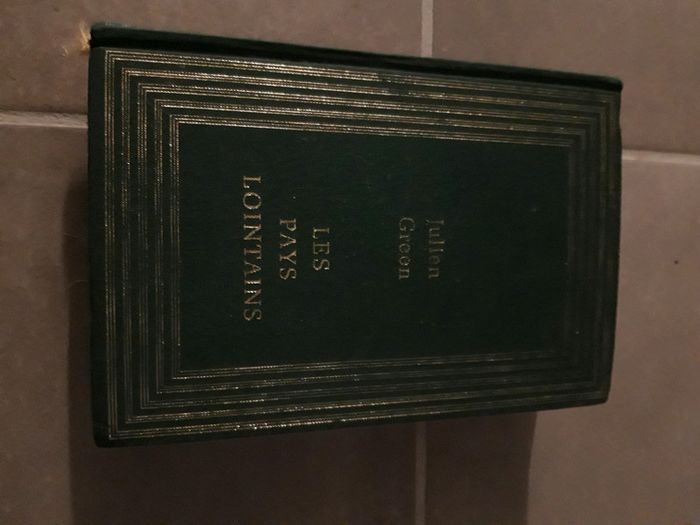 Julien
Green
LES
PAYS
LOINTAINS